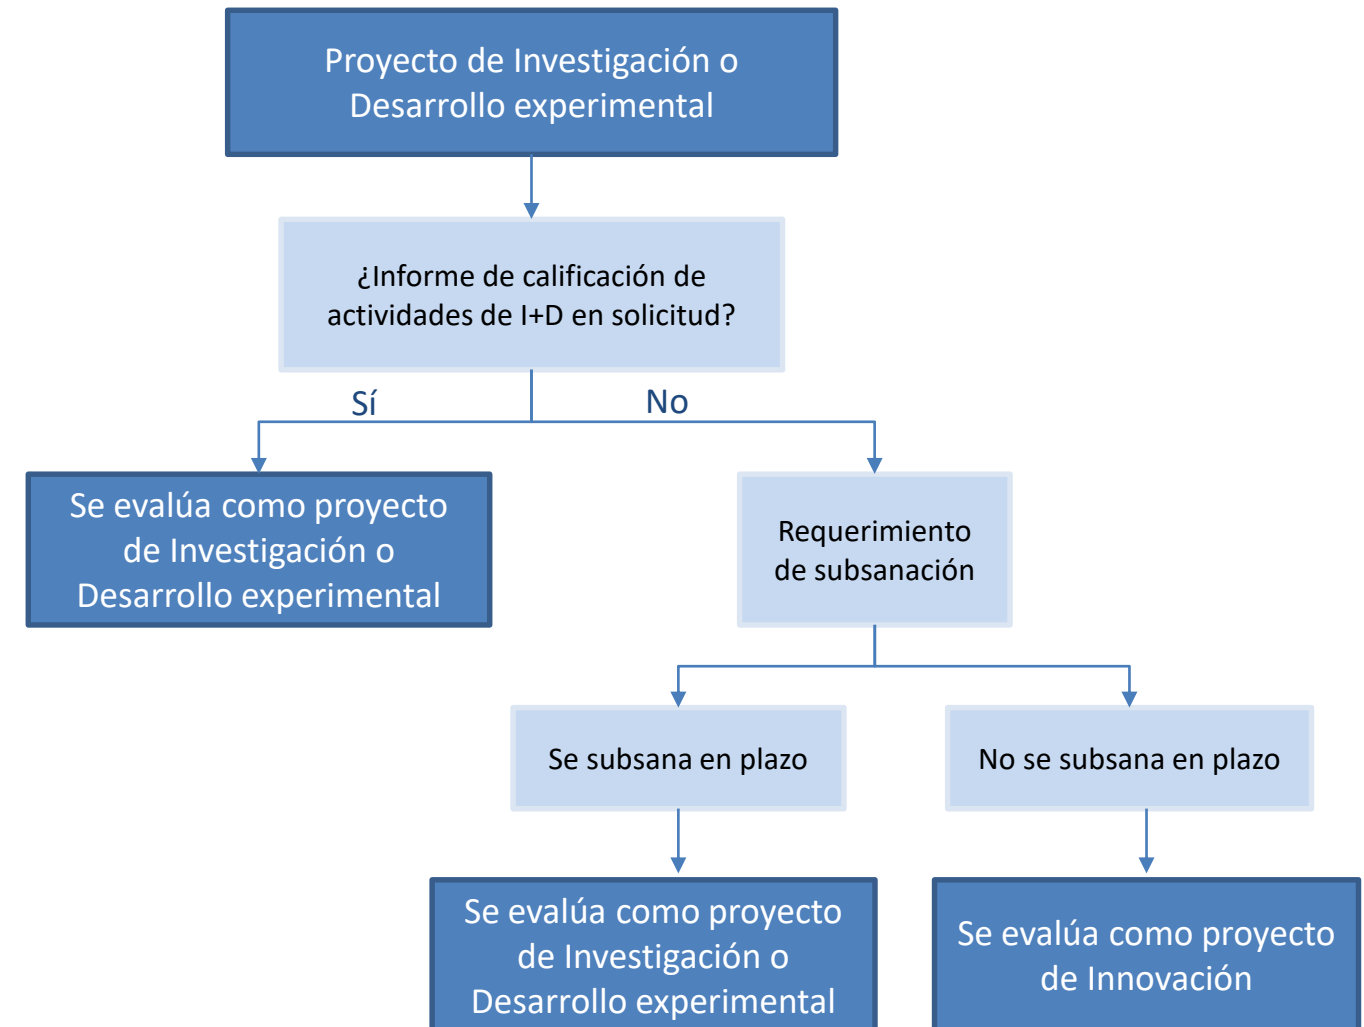 Proyecto de Investigación o
Desarrollo experimental
¿Informe de calificación de
actividades de I+D en solicitud?
Sí
No
Se evalúa como proyecto
de Investigación o
Desarrollo experimental
Requerimiento
de subsanación
Se subsana en plazo
No se subsana en plazo
Se evalúa como proyecto
de Investigación o
Desarrollo experimental
Se evalúa como proyecto
de Innovación